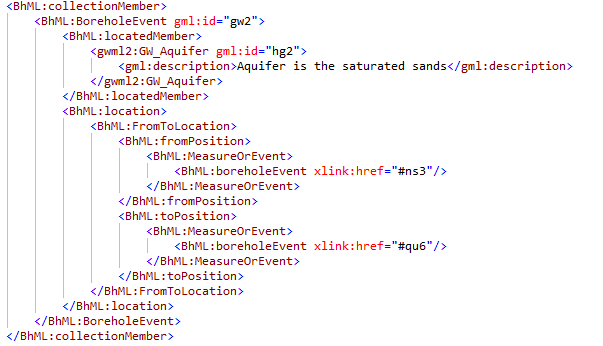 <BhML:collectionMember>
<BhML:BoreholeEvent gml:id="gw2">
<BhML:locatedMember>
<gwml2:GW_Aquifer gml:id="hg2">
<gml:description>Aquifer is the saturated sands</gml:description>
</gwml2:GW_Aquifer>
</BhML:locatedMember>
<BhML:location>
<BhML:FromToLocation>
<BhML:fromPosition>
<BhML:MeasureOrEvent>
<BhML:boreholeEvent xlink:href="#ns3"/>
</BhML:MeasureOrEvent>
</BhML:fromPosition>
<BhML:toPosition>
<BhML:MeasureOrEvent>
<BhML:boreholeEvent xlink:href="#qu6"/>
</BhML:MeasureOrEvent>
</BhML:toPosition>
</BhML:FromToLocation>
</BhML:location>
</BhML:BoreholeEvent>
</BhML:collectionMember>